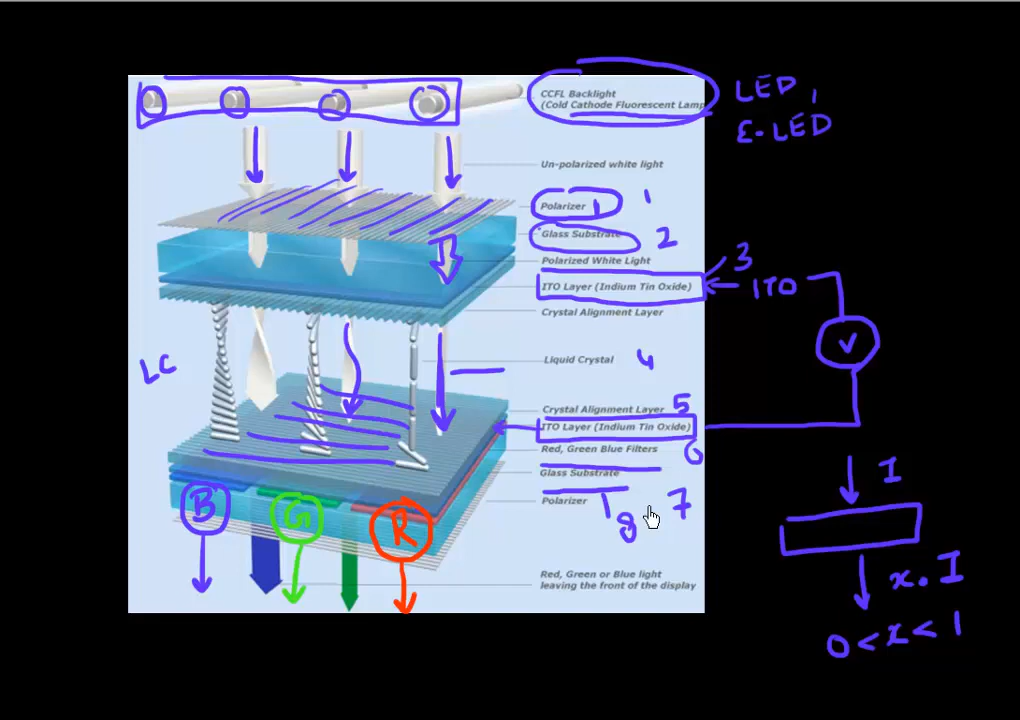 CCFL Backlight
(Cold Cathode Fluorescent Lamp
LED,
E-LED
Un-polarized white light
Polarizer 1
Glass Substrate 2
Polarized White Light
ITO Layer (Indium Tin Oxide) 3
ITO
Crystal Alignment Layer
V
LC
Liquid Crystal 4
Crystal Alignment Layer 5
ITO Layer (Indium Tin Oxide)
Red, Green Blue Filters 6
Glass Substrate
I
Polarizer 8 7
B G R
Red, Green or Blue light
leaving the front of the display
x.I
0<x<1